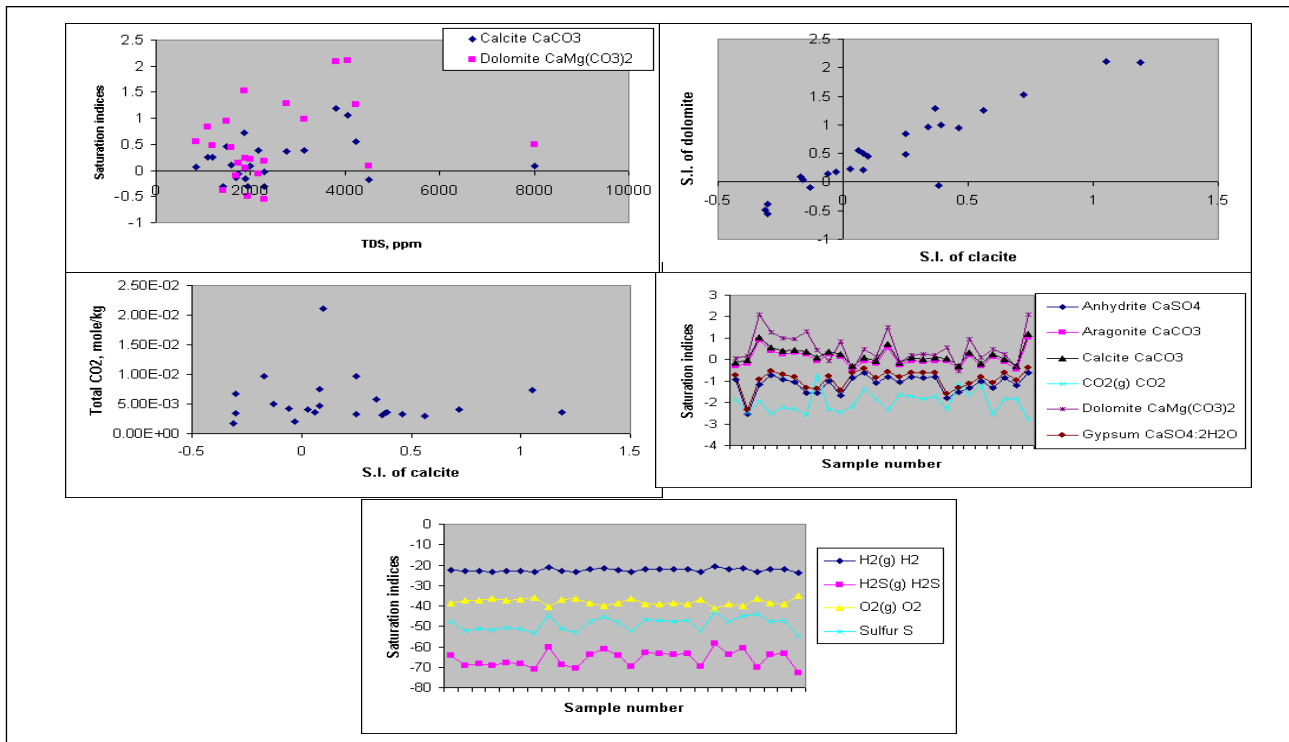 Calcite CaCO3
Dolomite CaMg(CO3)2
Saturation indices
2.5
2
1.5
1
0.5
0
-0.5
-1
0 2000 4000 6000 8000 10000
TDS, ppm
S.I. of dolomite
2.5
2
1.5
1
0.5
0
-0.5
-1
-0.5 0 0.5 1 1.5
S.I. of clacite
Total CO2, mole/kg
2.50E-02
2.00E-02
1.50E-02
1.00E-02
5.00E-03
0.00E+00
-0.5 0 0.5 1 1.5
S.I. of calcite
Saturation indices
3
2
1
0
-1
-2
-3
-4
Sample number
Anhydrite CaSO4
Aragonite CaCO3
Calcite CaCO3
CO2(g) CO2
Dolomite CaMg(CO3)2
Gypsum CaSO4:2H2O
Saturation indices
0
-10
-20
-30
-40
-50
-60
-70
-80
Sample number
H2(g) H2
H2S(g) H2S
O2(g) O2
Sulfur S